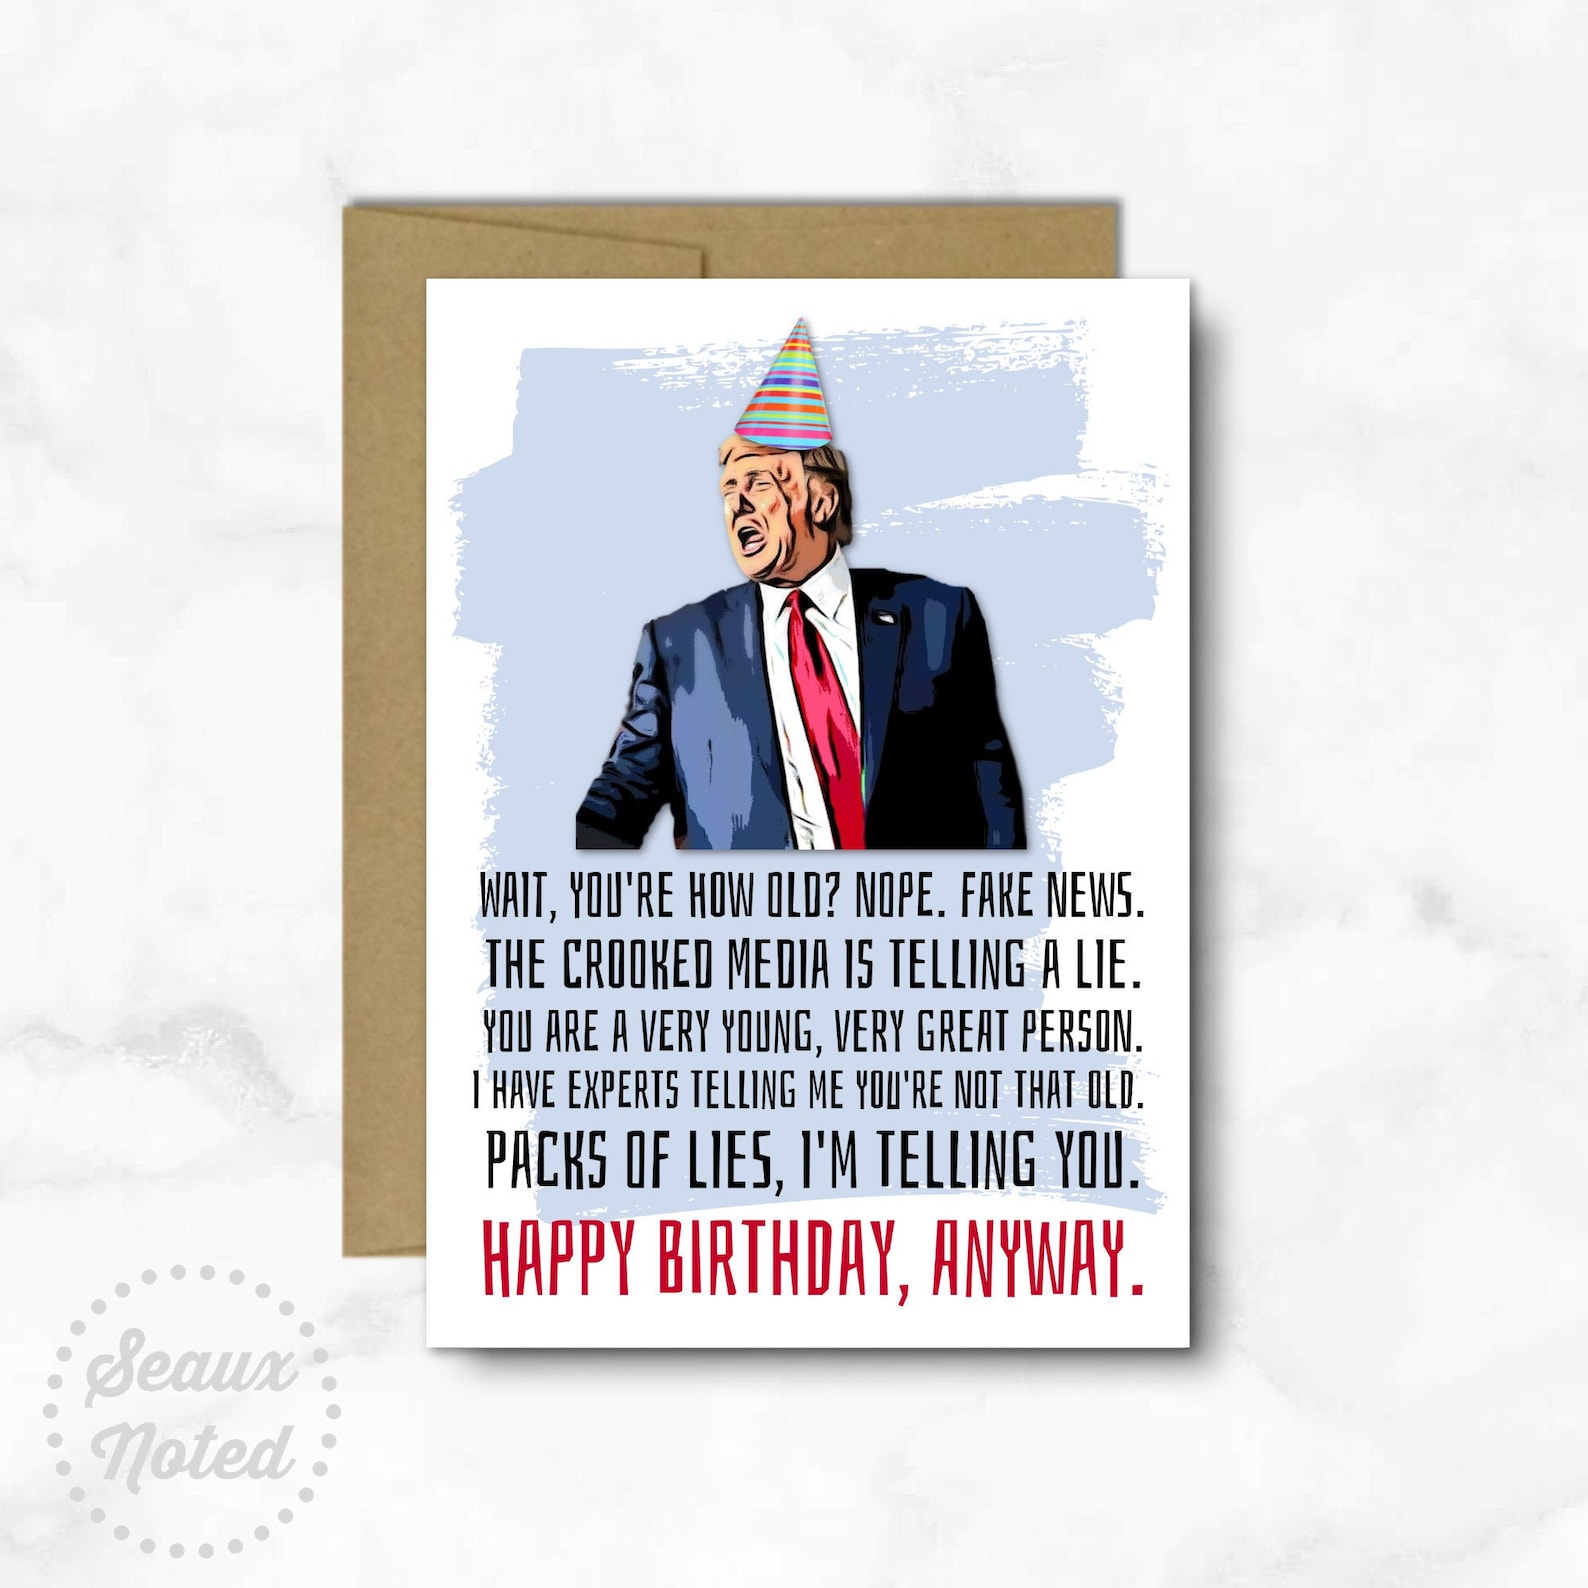 WAIT, YOU'RE HOW OLD? NOPE. FAKE NEWS.
THE CROOKED MEDIA IS TELLING A LIE.
YOU ARE A VERY YOUNG, VERY GREAT PERSON.
I HAVE EXPERTS TELLING ME YOU'RE NOT THAT OLD.
PACKS OF LIES, I'M TELLING YOU.
HAPPY BIRTHDAY, ANYWAY.
Seaux
Noted